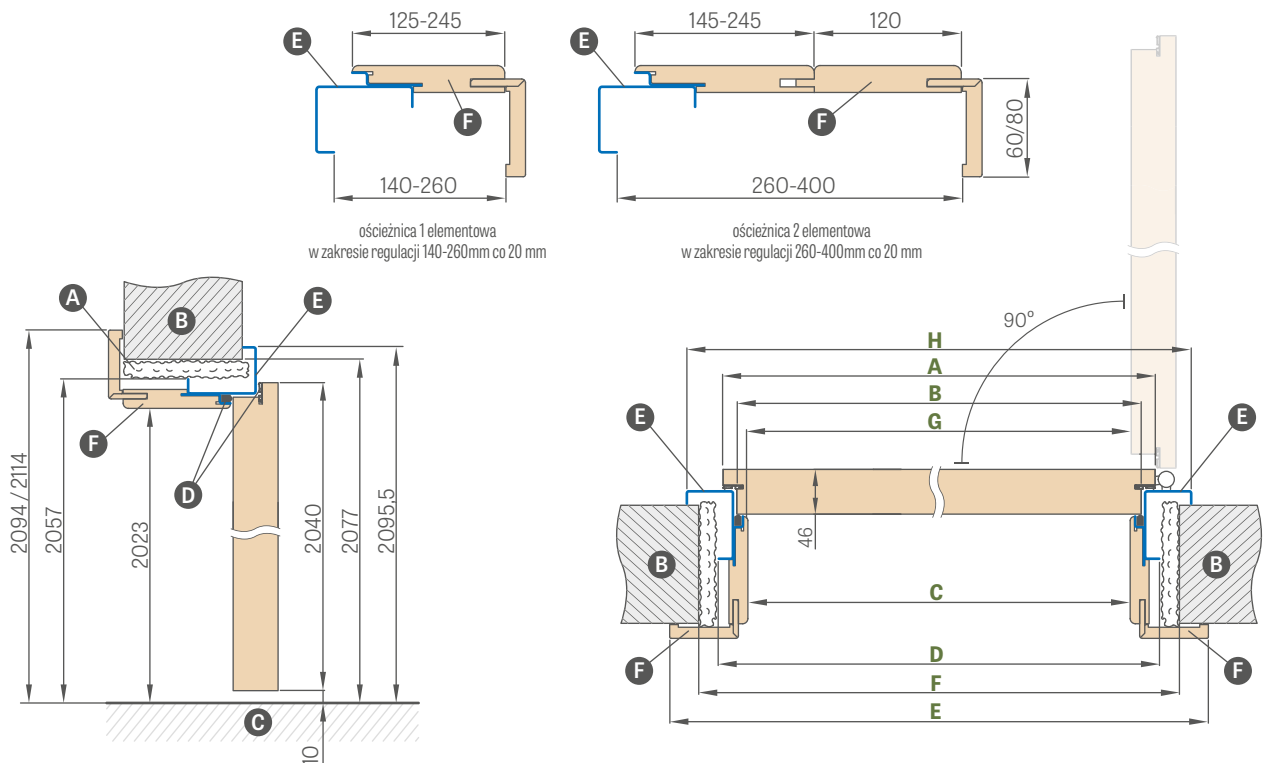 125-245
145-245
120
E
E
F
F
60/80
140-260
260-400
ościeżnica 1 elementowa
w zakresie regulacji 140-260mm co 20 mm
ościeżnica 2 elementowa
w zakresie regulacji 260-400mm co 20 mm
A
B
E
F
D
2094 / 2114
2057
2023
2040
2077
2095,5
C
10
90°
H
A
B
G
E
E
46
B
B
C
F
F
D
F
E